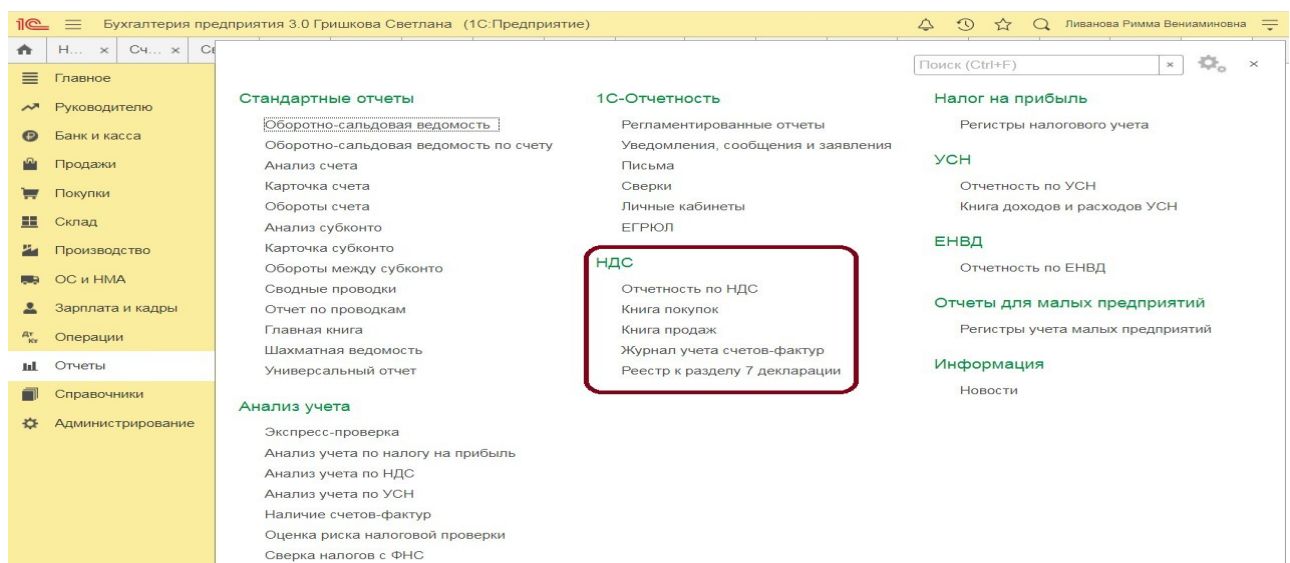 1С Бухгалтерия предприятия 3.0 Гришкова Светлана (1С:Предприятие) Ливанова Римма Вениаминовна
Н... × Сч... × Св
Поиск (Ctrl+F) × ×
Главное
Руководителю
Банк и касса
Продажи
Покупки
Склад
Производство
ОС и НМА
Зарплата и кадры
Дт Кт Операции
Отчеты
Справочники
Администрирование
Стандартные отчеты
Оборотно-сальдовая ведомость
Оборотно-сальдовая ведомость по счету
Анализ счета
Карточка счета
Обороты счета
Анализ субконто
Карточка субконто
Обороты между субконто
Сводные проводки
Отчет по проводкам
Главная книга
Шахматная ведомость
Универсальный отчет
Анализ учета
Экспресс-проверка
Анализ учета по налогу на прибыль
Анализ учета по НДС
Анализ учета по УСН
Наличие счетов-фактур
Оценка риска налоговой проверки
Сверка налогов с ФНС
1С-Отчетность
Регламентированные отчеты
Уведомления, сообщения и заявления
Письма
Сверки
Личные кабинеты
ЕГРЮЛ
НДС
Отчетность по НДС
Книга покупок
Книга продаж
Журнал учета счетов-фактур
Реестр к разделу 7 декларации
Налог на прибыль
Регистры налогового учета
УСН
Отчетность по УСН
Книга доходов и расходов УСН
ЕНВД
Отчетность по ЕНВД
Отчеты для малых предприятий
Регистры учета малых предприятий
Информация
Новости